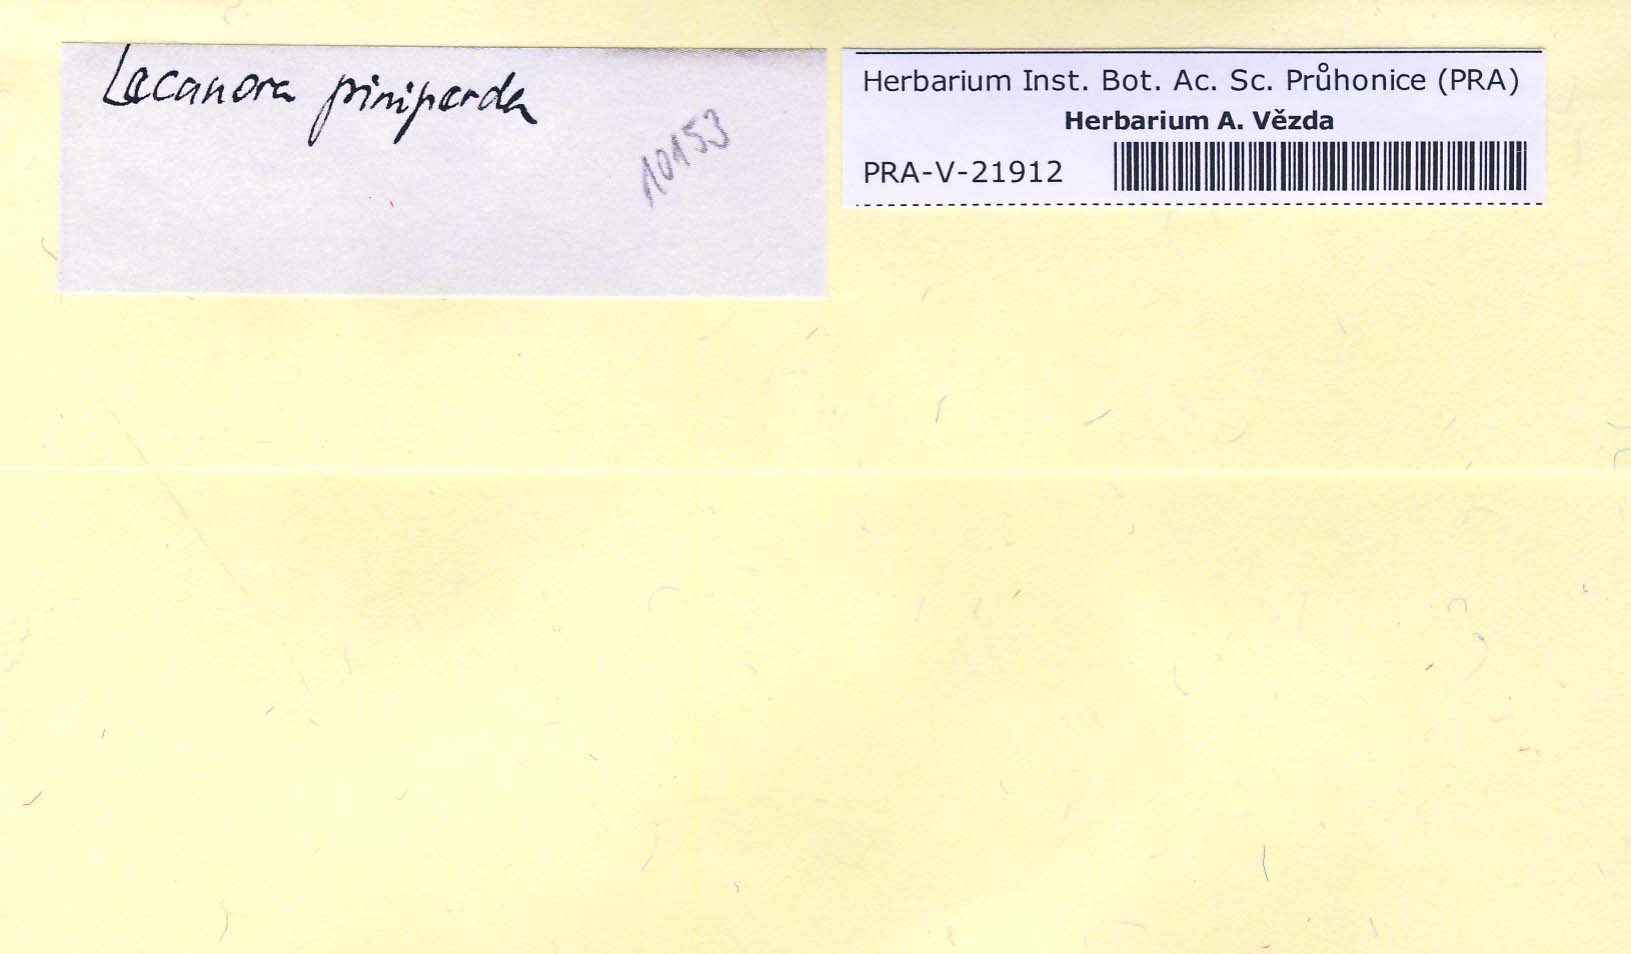 Lecanora piniperda
10153
Herbarium Inst. Bot. Ac. Sc. Průhonice (PRA)
Herbarium A. Vězda
PRA-V-21912